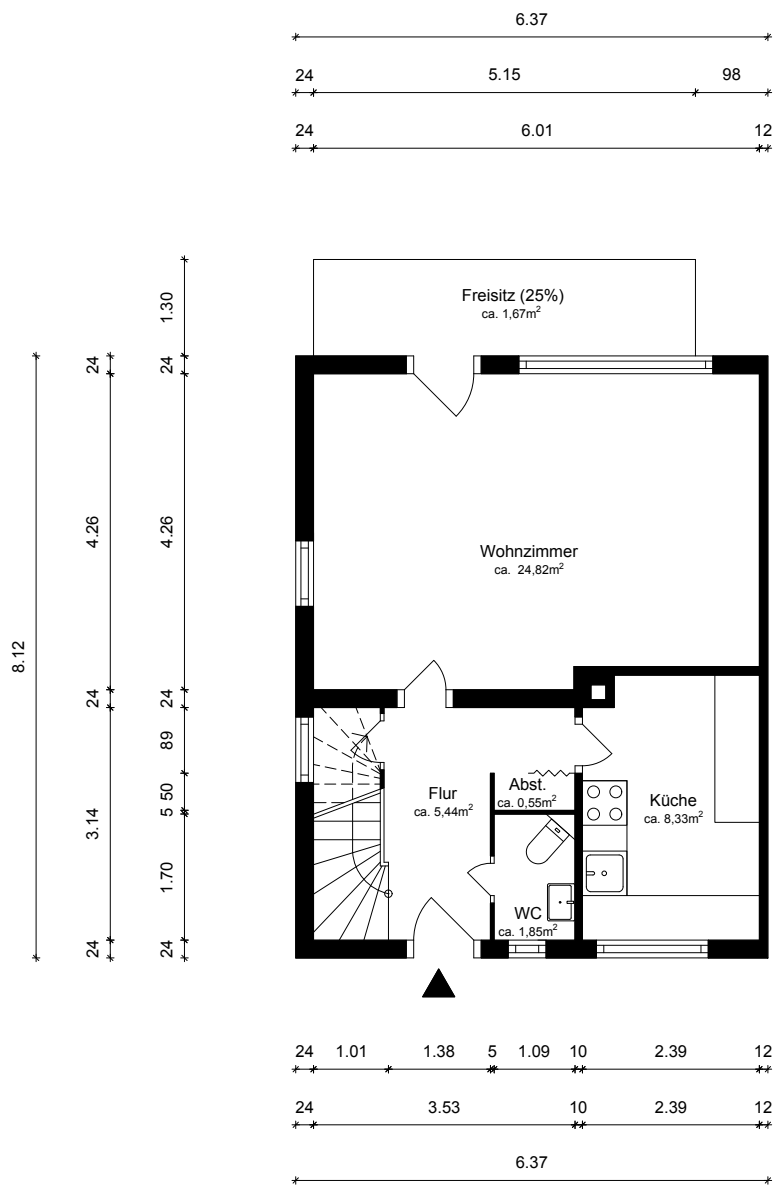 6.37
24 5.15 98
24 6.01 12
1.30
Freisitz (25%)
ca. 1,67m²
24 24
4.26 4.26
Wohnzimmer
ca. 24,82m²
8.12
24 24
89
3.14
50
5
1.70
24 24
Flur
ca. 5,44m²
Abst.
ca. 0,55m²
Küche
ca. 8,33m²
WC
ca. 1,85m²
24 1.01 1.38 5 1.09 10 2.39 12
24 3.53 10 2.39 12
6.37